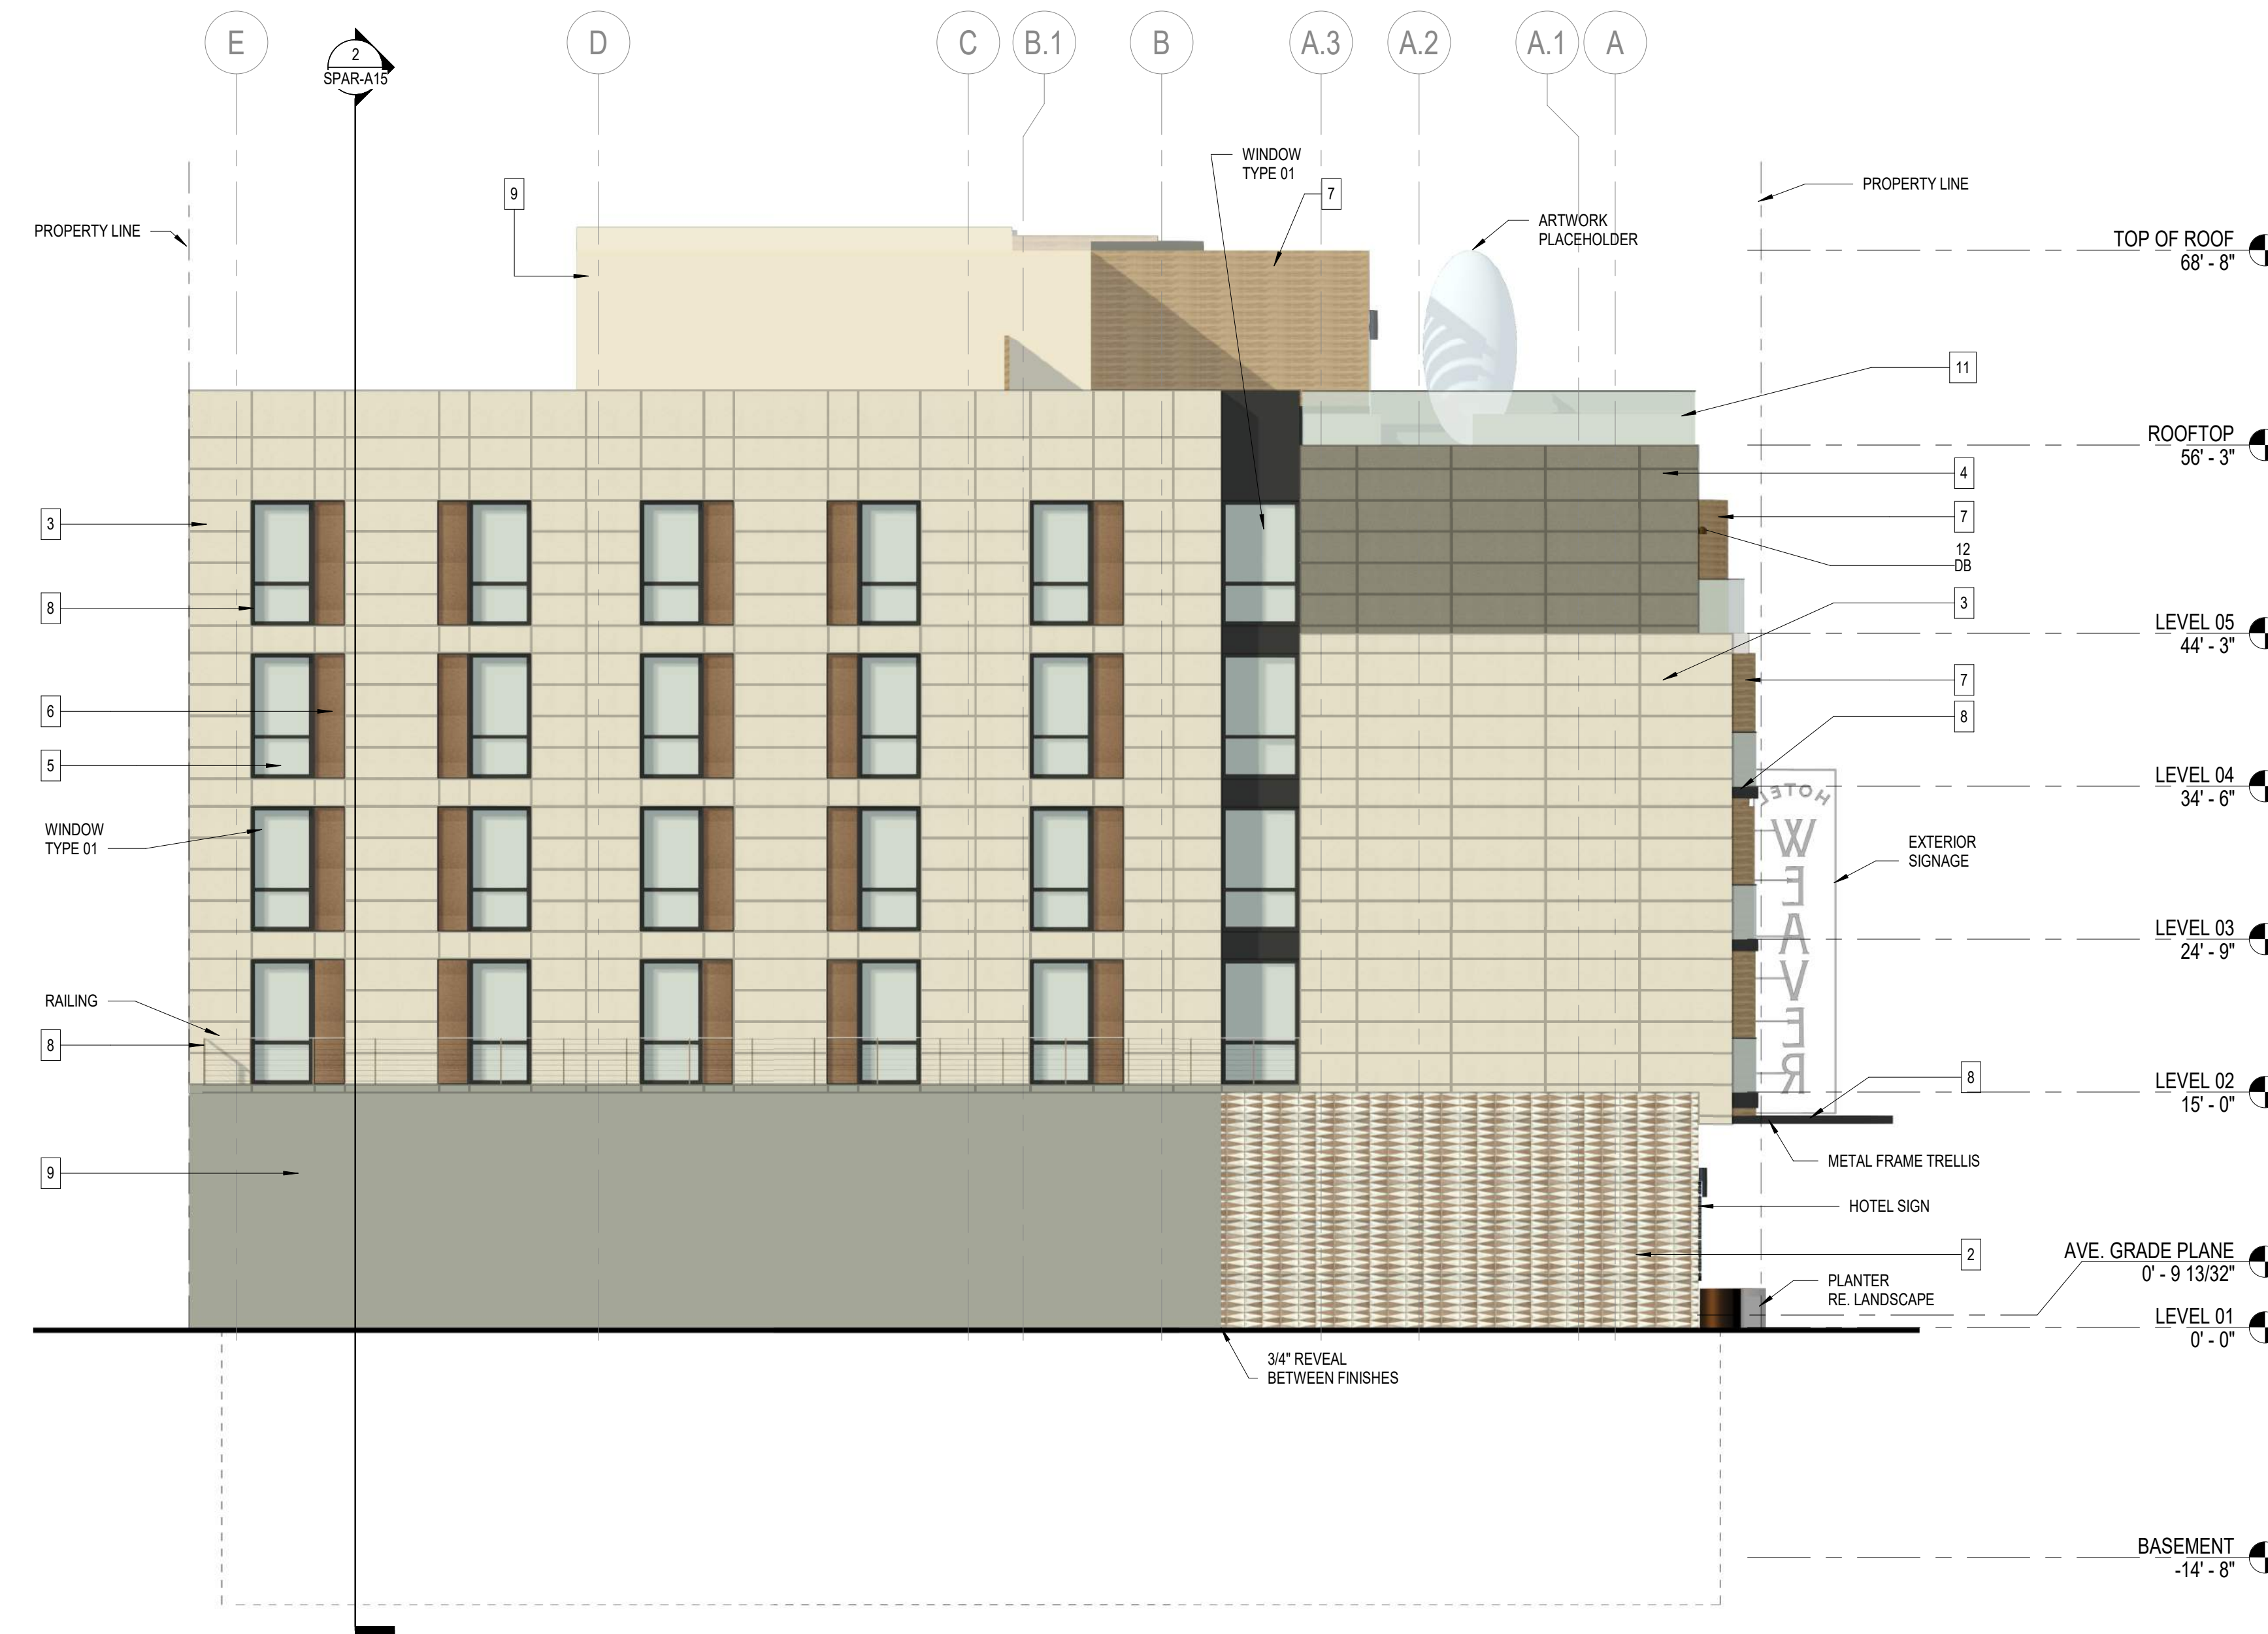 E
D
C
B.1
B
A.3
A.2
A.1
A
2
SPAR-A15
WINDOW
TYPE 01
9
7
PROPERTY LINE
PROPERTY LINE
ARTWORK
PLACEHOLDER
TOP OF ROOF
68' - 8"
11
ROOFTOP
56' - 3"
4
3
7
12
DB
8
3
LEVEL 05
44' - 3"
6
7
8
5
LEVEL 04
34' - 6"
HOTEL
WEAVER
WINDOW
TYPE 01
EXTERIOR
SIGNAGE
LEVEL 03
24' - 9"
RAILING
8
8
LEVEL 02
15' - 0"
9
METAL FRAME TRELLIS
HOTEL SIGN
2
AVE. GRADE PLANE
0' - 9 13/32"
PLANTER
RE. LANDSCAPE
LEVEL 01
0' - 0"
3/4" REVEAL
BETWEEN FINISHES
BASEMENT
-14' - 8"